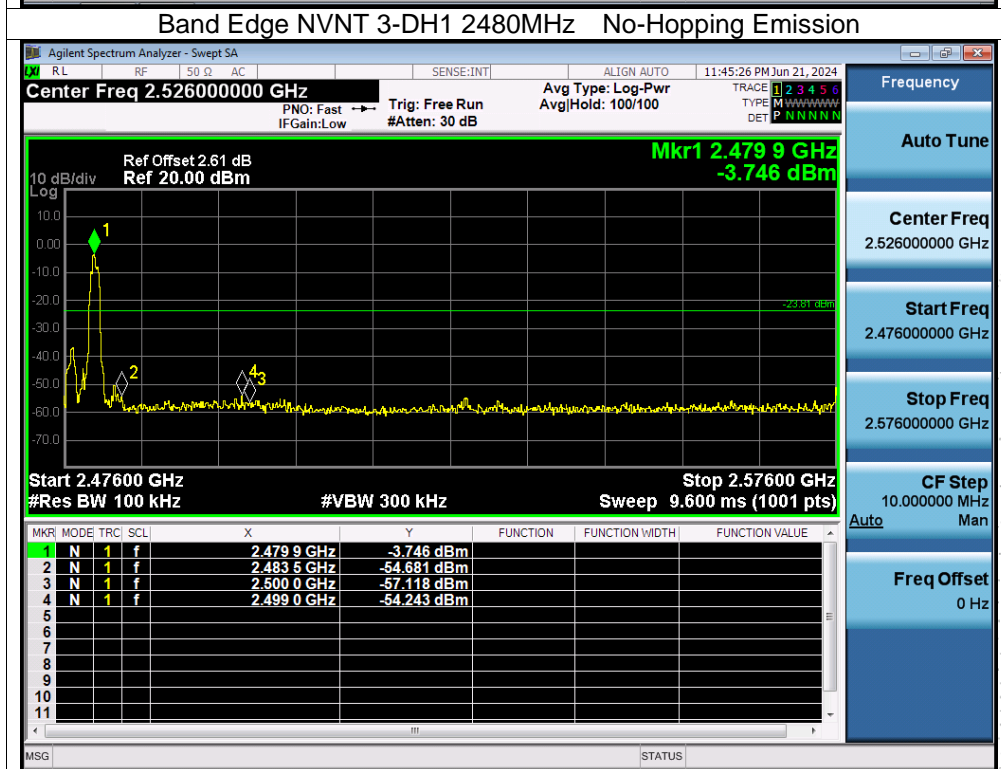 Band Edge NVNT 3-DH1 2480MHz No-Hopping Emission
Agilent Spectrum Analyzer - Swept SA
LXI RL RF 50 Ω AC SENSE:INT ALIGN AUTO 11:45:26 PM Jun 21, 2024
Center Freq 2.526000000 GHz
PNO: Fast
IFGain:Low
Trig: Free Run
#Atten: 30 dB
Avg Type: Log-Pwr
Avg|Hold: 100/100
TRACE 1 2 3 4 5 6
TYPE M WWWWW
DET P N N N N N
Frequency
Mkr1 2.479 9 GHz
-3.746 dBm
Ref Offset 2.61 dB
10 dB/div Ref 20.00 dBm
Log
10.0
0.00
-10.0
-20.0
-30.0
-40.0
-50.0
-60.0
-70.0
1
2
4
3
-23.81 dBm
Start 2.47600 GHz Stop 2.57600 GHz
#Res BW 100 kHz #VBW 300 kHz Sweep 9.600 ms (1001 pts)
MKR MODE TRC SCL X Y FUNCTION FUNCTION WIDTH FUNCTION VALUE
1 N 1 f 2.479 9 GHz -3.746 dBm
2 N 1 f 2.483 5 GHz -54.681 dBm
3 N 1 f 2.500 0 GHz -57.118 dBm
4 N 1 f 2.499 0 GHz -54.243 dBm
5
6
7
8
9
10
11
Auto Tune
Center Freq
2.526000000 GHz
Start Freq
2.476000000 GHz
Stop Freq
2.576000000 GHz
CF Step
10.000000 MHz
Auto Man
Freq Offset
0 Hz
MSG STATUS